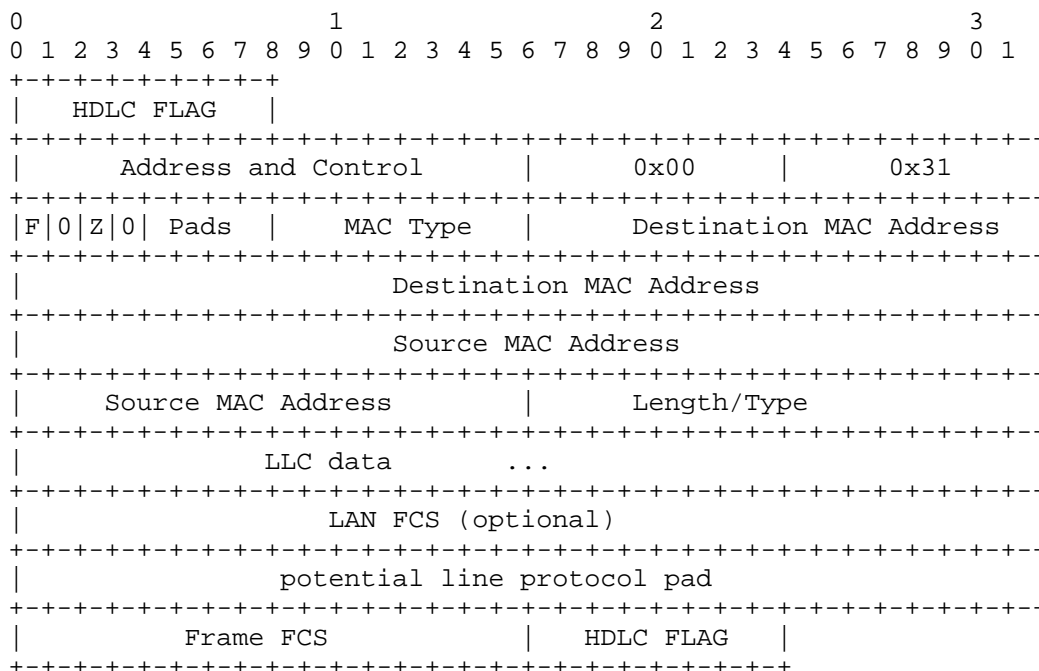 0                   1                   2                   3
0 1 2 3 4 5 6 7 8 9 0 1 2 3 4 5 6 7 8 9 0 1 2 3 4 5 6 7 8 9 0 1
+-+-+-+-+-+-+-+-+
|   HDLC FLAG   |
+-+-+-+-+-+-+-+-+-+-+-+-+-+-+-+-+-+-+-+-+-+-+-+-+-+-+-+-+-+-+-+--
|      Address and Control      |      0x00     |      0x31
+-+-+-+-+-+-+-+-+-+-+-+-+-+-+-+-+-+-+-+-+-+-+-+-+-+-+-+-+-+-+-+--
|F|0|Z|0| Pads  |    MAC Type   |      Destination MAC Address
+-+-+-+-+-+-+-+-+-+-+-+-+-+-+-+-+-+-+-+-+-+-+-+-+-+-+-+-+-+-+-+--
|                       Destination MAC Address
+-+-+-+-+-+-+-+-+-+-+-+-+-+-+-+-+-+-+-+-+-+-+-+-+-+-+-+-+-+-+-+--
|                       Source MAC Address
+-+-+-+-+-+-+-+-+-+-+-+-+-+-+-+-+-+-+-+-+-+-+-+-+-+-+-+-+-+-+-+--
|     Source MAC Address        |      Length/Type
+-+-+-+-+-+-+-+-+-+-+-+-+-+-+-+-+-+-+-+-+-+-+-+-+-+-+-+-+-+-+-+--
|               LLC data       ...
+-+-+-+-+-+-+-+-+-+-+-+-+-+-+-+-+-+-+-+-+-+-+-+-+-+-+-+-+-+-+-+--
|                   LAN FCS (optional)
+-+-+-+-+-+-+-+-+-+-+-+-+-+-+-+-+-+-+-+-+-+-+-+-+-+-+-+-+-+-+-+--
|                potential line protocol pad
+-+-+-+-+-+-+-+-+-+-+-+-+-+-+-+-+-+-+-+-+-+-+-+-+-+-+-+-+-+-+-+--
|          Frame FCS            |   HDLC FLAG   |
+-+-+-+-+-+-+-+-+-+-+-+-+-+-+-+-+-+-+-+-+-+-+-+-+